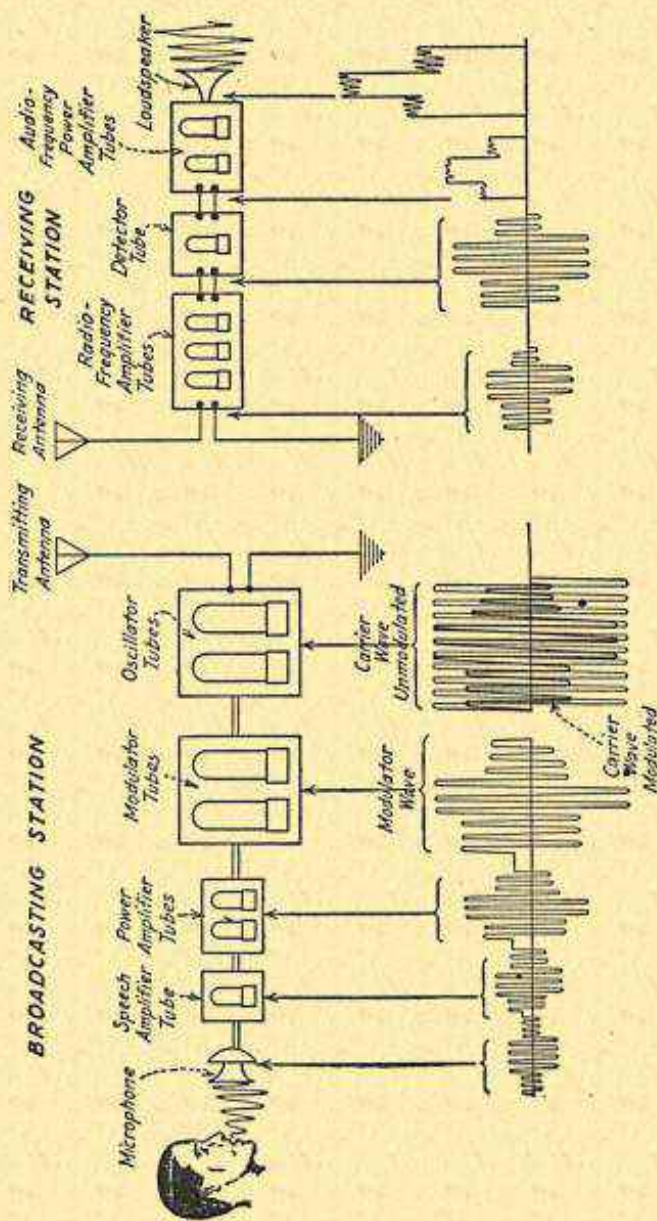 BROADCASTING STATION
Microphone
Speech
Amplifier
Tube
Power
Amplifier
Tubes
Modulator
Tubes
Oscillator
Tubes
Transmitting
Antenna
Modulator
Wave
Carrier
Wave
Unmodulated
Carrier
Wave
Modulated
RECEIVING
STATION
Receiving
Antenna
Radio-
Frequency
Amplifier
Tubes
Detector
Tube
Audio-
Frequency
Power
Amplifier
Tubes
Loudspeaker